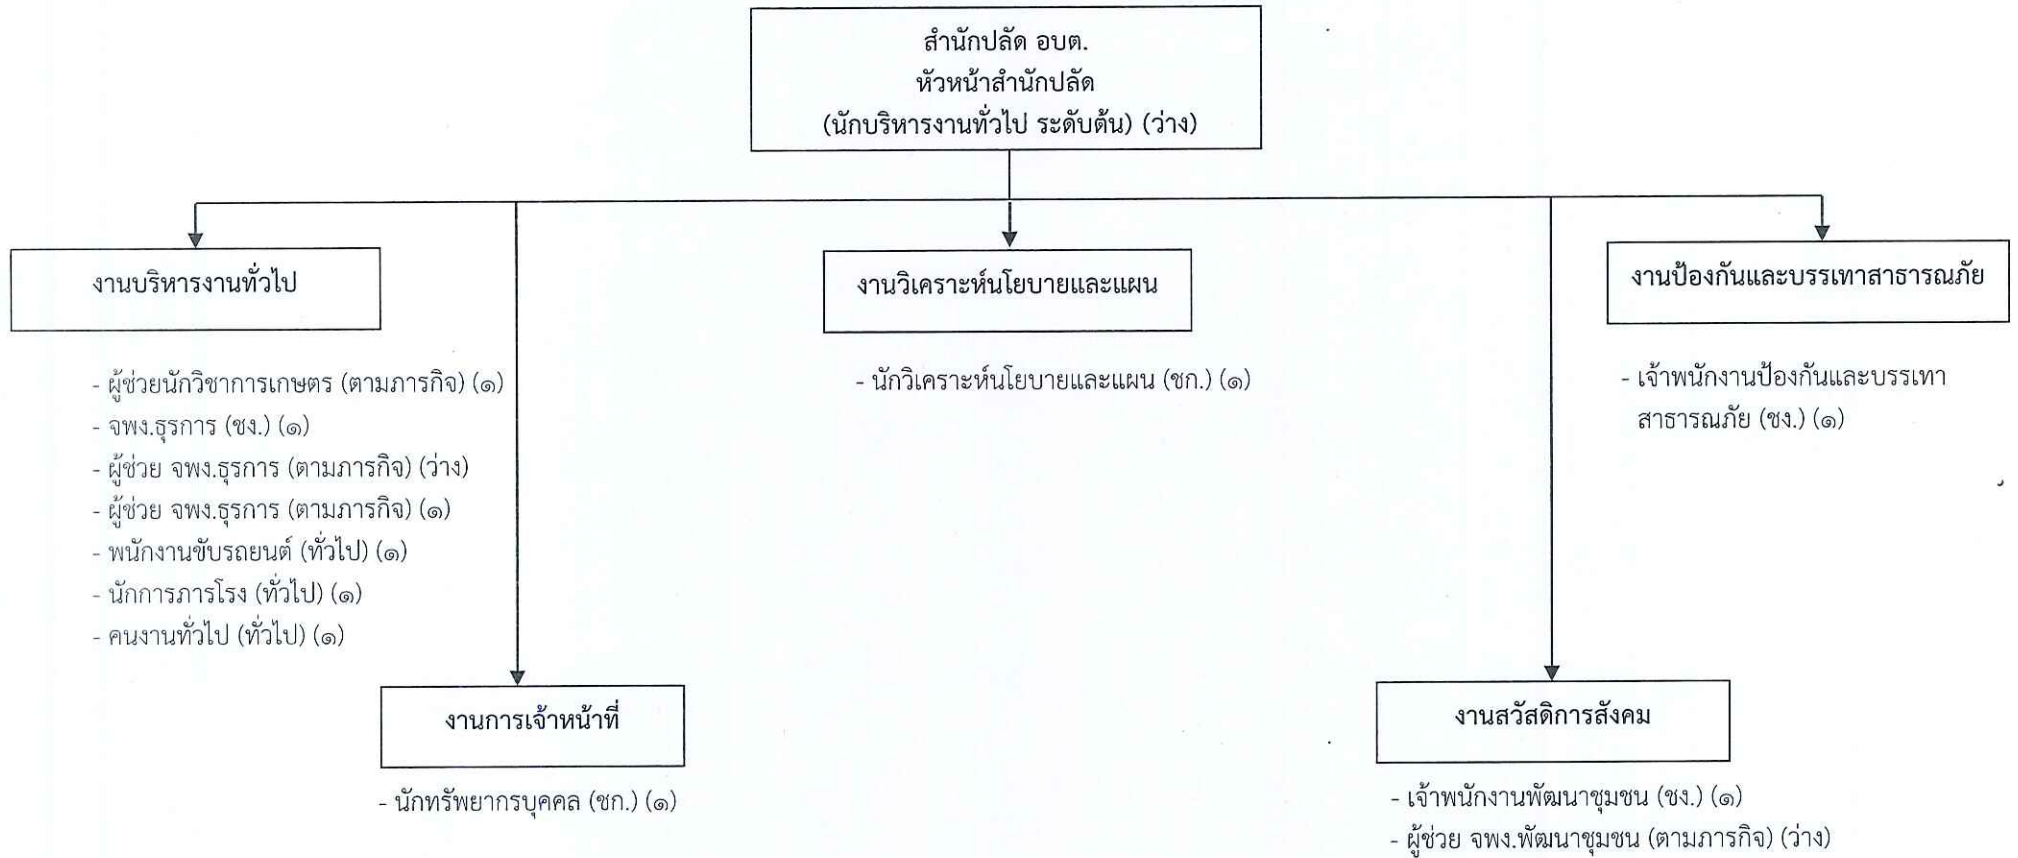 สำนักปลัด อบต.
หัวหน้าสำนักปลัด
(นักบริหารงานทั่วไป ระดับต้น) (ว่าง)
งานบริหารงานทั่วไป
- ผู้ช่วยนักวิชาการเกษตร (ตามภารกิจ) (๑)
- จพง.ธุรการ (ชง.) (๑)
- ผู้ช่วย จพง.ธุรการ (ตามภารกิจ) (ว่าง)
- ผู้ช่วย จพง.ธุรการ (ตามภารกิจ) (๑)
- พนักงานขับรถยนต์ (ทั่วไป) (๑)
- นักการภารโรง (ทั่วไป) (๑)
- คนงานทั่วไป (ทั่วไป) (๑)
งานการเจ้าหน้าที่
- นักทรัพยากรบุคคล (ชก.) (๑)
งานวิเคราะห์นโยบายและแผน
- นักวิเคราะห์นโยบายและแผน (ชก.) (๑)
งานสวัสดิการสังคม
- เจ้าพนักงานพัฒนาชุมชน (ชง.) (๑)
- ผู้ช่วย จพง.พัฒนาชุมชน (ตามภารกิจ) (ว่าง)
งานป้องกันและบรรเทาสาธารณภัย
- เจ้าพนักงานป้องกันและบรรเทา
สาธารณภัย (ชง.) (๑)